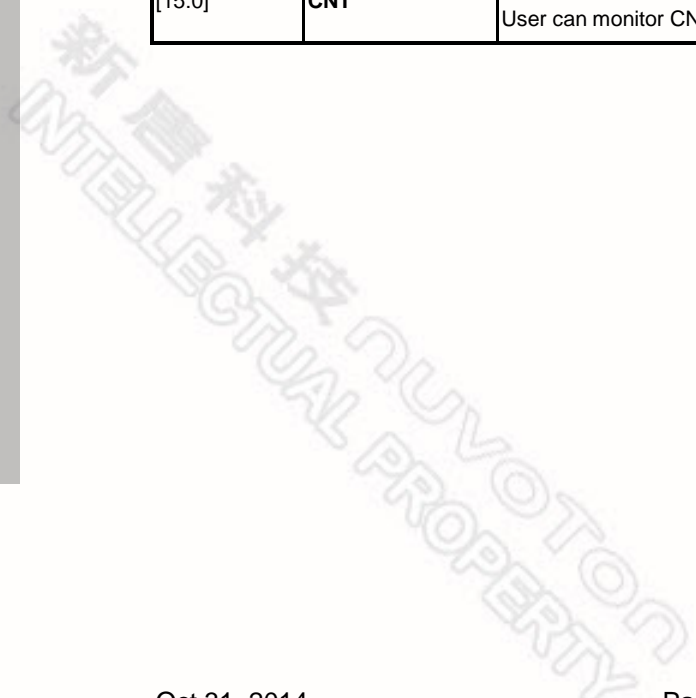 [15:0] CNT
User can monitor CN
新唐科技 nuvoTon
INTELLECTUAL PROPERTY
Oct 31, 2014 Pa